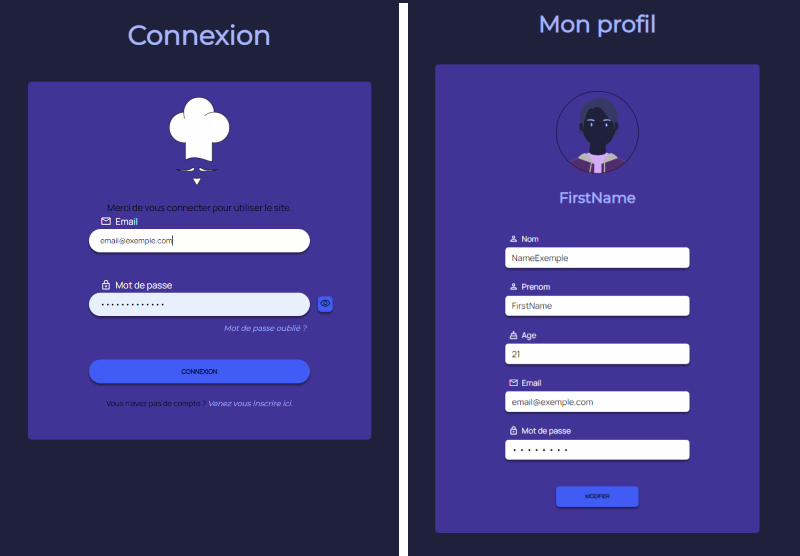 Connexion
Merci de vous connecter pour utiliser le site.
Email
email@exemple.com
Mot de passe
Mot de passe oublié ?
CONNEXION
Vous n'avez pas de compte ? Venez vous inscrire ici.
Mon profil
FirstName
Nom
NameExemple
Prenom
FirstName
Age
21
Email
email@exemple.com
Mot de passe
MODIFIER